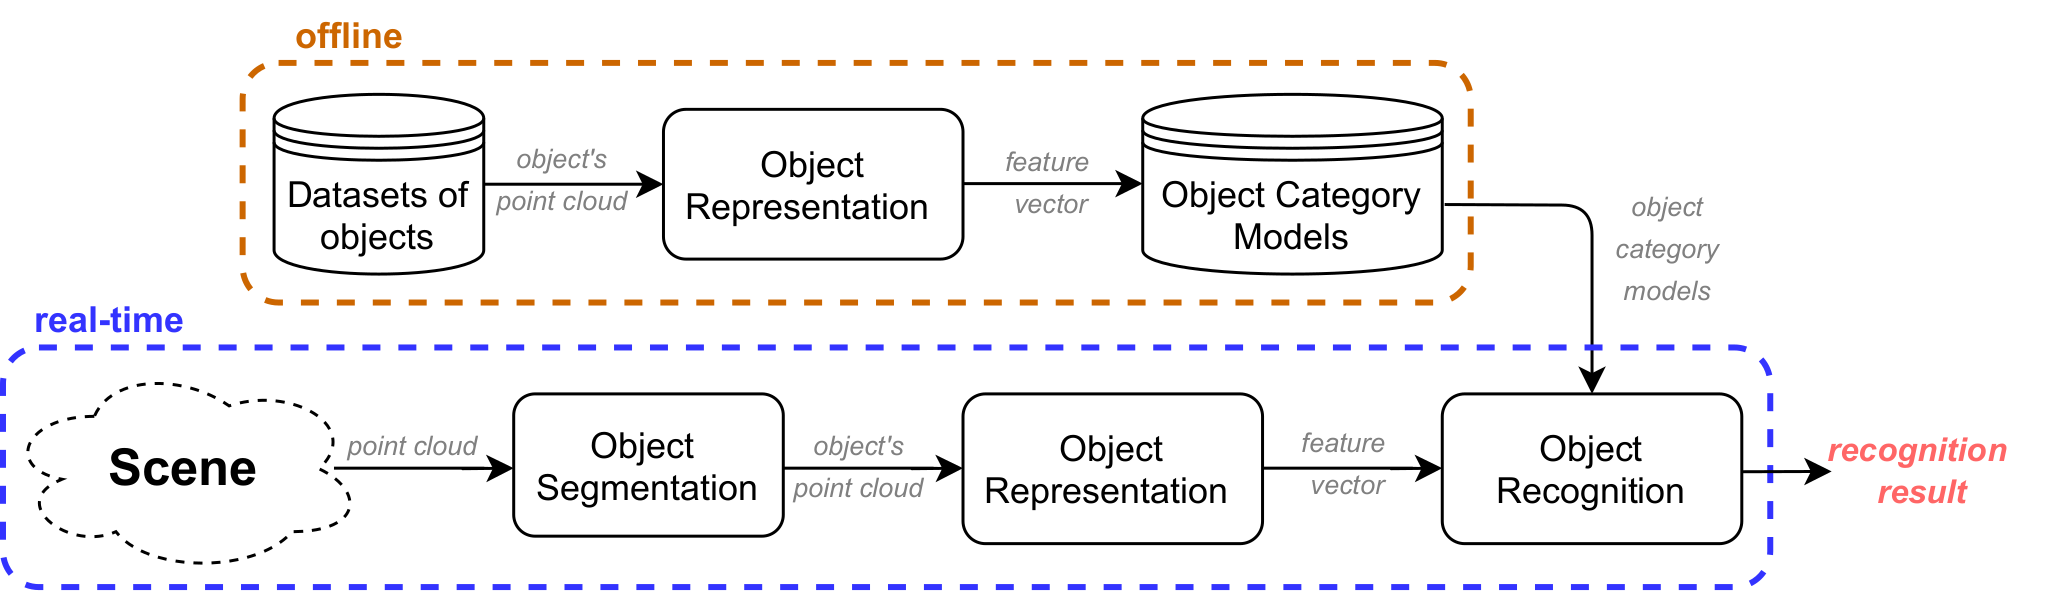 offline
Datasets of
objects
object's
point cloud
Object
Representation
feature
vector
Object Category
Models
object
category
models
real-time
Scene
point cloud
Object
Segmentation
object's
point cloud
Object
Representation
feature
vector
Object
Recognition
recognition
result